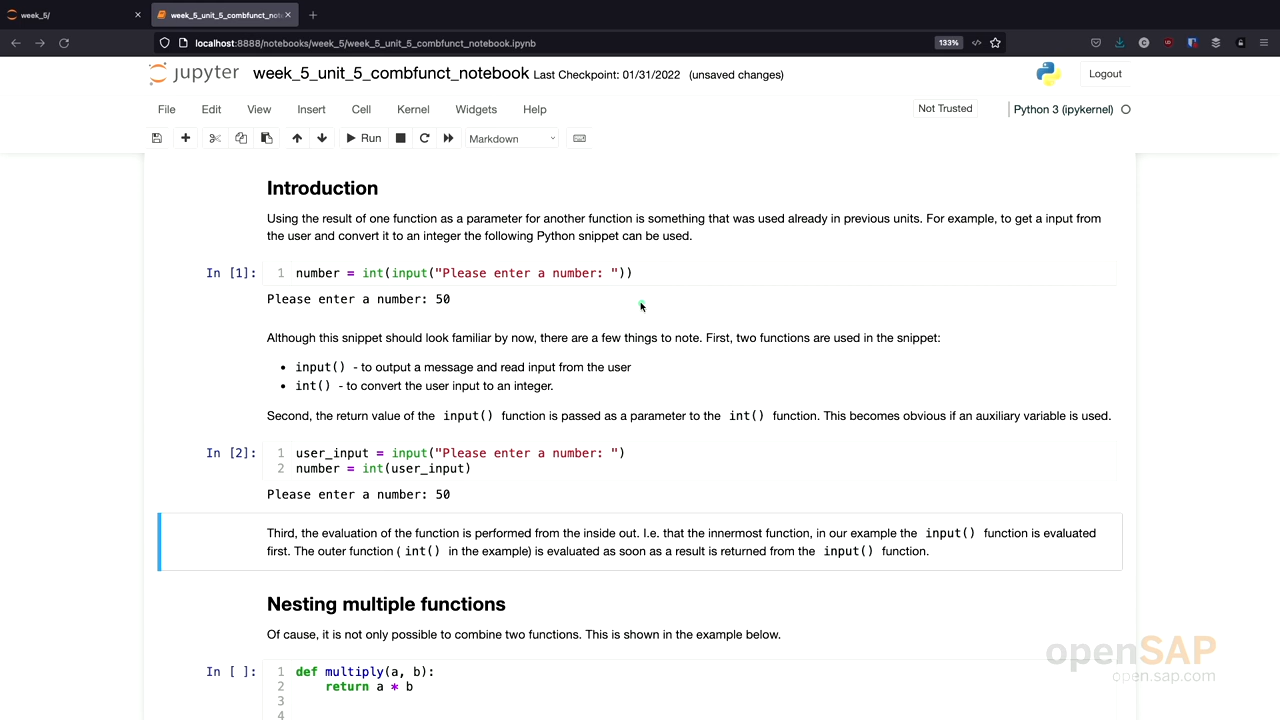 week_5/
week_5_unit_5_combfunct_not
localhost:8888/notebooks/week_5/week_5_unit_5_combfunct_notebook.ipynb
133%
jupyter week_5_unit_5_combfunct_notebook Last Checkpoint: 01/31/2022 (unsaved changes)
Logout
File Edit View Insert Cell Kernel Widgets Help
Not Trusted
Python 3 (ipykernel)
Run
Markdown
Introduction
Using the result of one function as a parameter for another function is something that was used already in previous units. For example, to get a input from
the user and convert it to an integer the following Python snippet can be used.
In [1]: 1 number = int(input("Please enter a number: "))
Please enter a number: 50
Although this snippet should look familiar by now, there are a few things to note. First, two functions are used in the snippet:
• input() - to output a message and read input from the user
• int() - to convert the user input to an integer.
Second, the return value of the input() function is passed as a parameter to the int() function. This becomes obvious if an auxiliary variable is used.
In [2]: 1 user_input = input("Please enter a number: ")
2 number = int(user_input)
Please enter a number: 50
Third, the evaluation of the function is performed from the inside out. I.e. that the innermost function, in our example the input() function is evaluated
first. The outer function ( int() in the example) is evaluated as soon as a result is returned from the input() function.
Nesting multiple functions
Of cause, it is not only possible to combine two functions. This is shown in the example below.
In [ ]: 1 def multiply(a, b):
2 return a * b
3
4
openSAP
open.sap.com